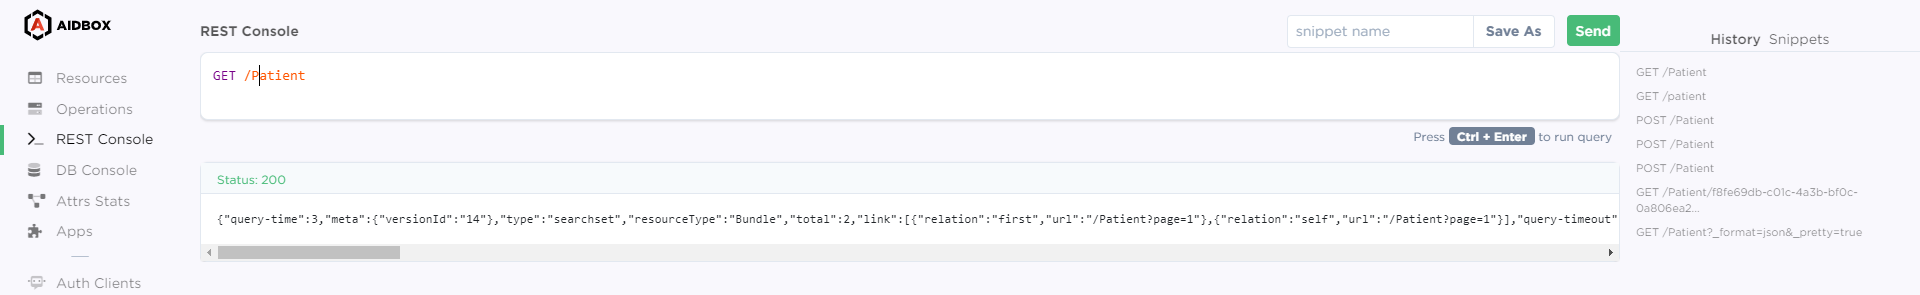 AIDBOX
Resources
Operations
REST Console
DB Console
Attrs Stats
Apps
Auth Clients
REST Console
snippet name
Save As
Send
GET /Patient
Press Ctrl + Enter to run query
Status: 200
{"query-time":3,"meta":{"versionId":"14"},"type":"searchset","resourceType":"Bundle","total":2,"link":[{"relation":"first","url":"/Patient?page=1"},{"relation":"self","url":"/Patient?page=1"}],"query-timeout"
History Snippets
GET /Patient
GET /patient
POST /Patient
POST /Patient
POST /Patient
GET /Patient/f8fe69db-c01c-4a3b-bf0c-
0a806ea2...
GET /Patient?_format=json&_pretty=true